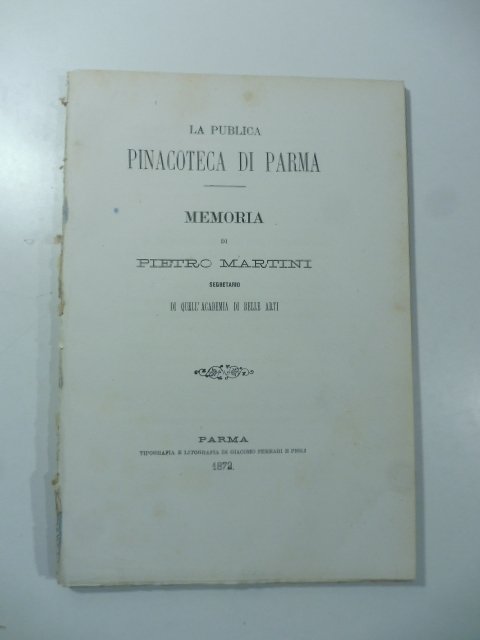 LA PUBLICA
PINACOTECA DI PARMA
MEMORIA
DI
PIETRO MARTINI
SEGRETARIO
DI QUELL'ACADEMIA DI BELLE ARTI
PARMA
TIPOGRAFIA E LITOGRAFIA DI GIACOMO FERRARI E FIGLI
1872.